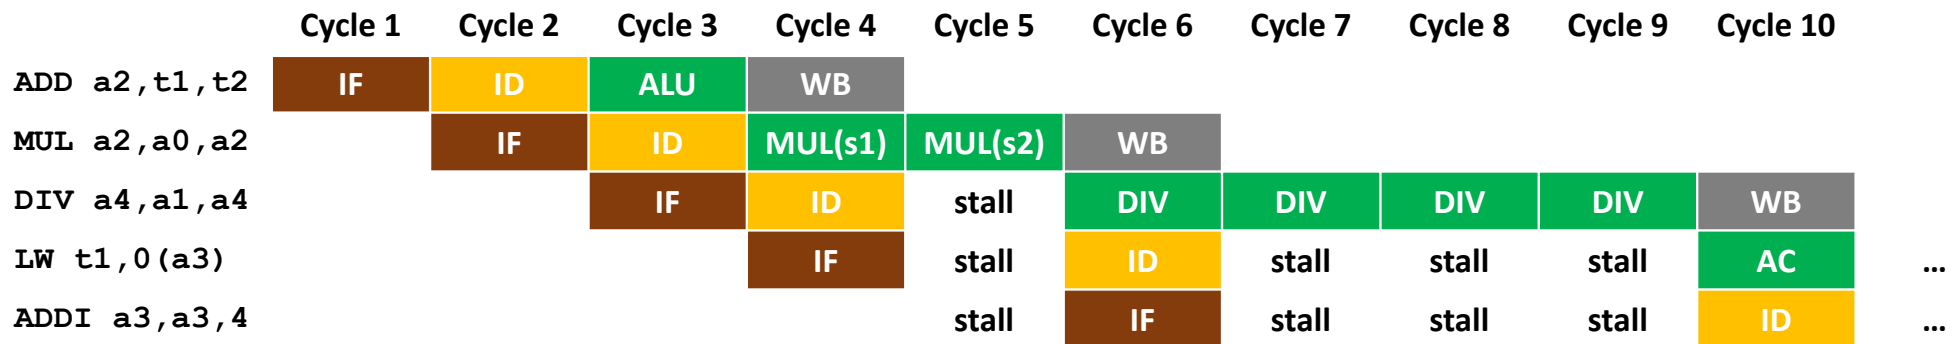 Cycle 1 Cycle 2 Cycle 3 Cycle 4 Cycle 5 Cycle 6 Cycle 7 Cycle 8 Cycle 9 Cycle 10
ADD a2,t1,t2 IF ID ALU WB
MUL a2,a0,a2 IF ID MUL(s1) MUL(s2) WB
DIV a4,a1,a4 IF ID stall DIV DIV DIV DIV WB
LW t1,0(a3) IF stall ID stall stall stall AC ...
ADDI a3,a3,4 stall IF stall stall stall ID ...